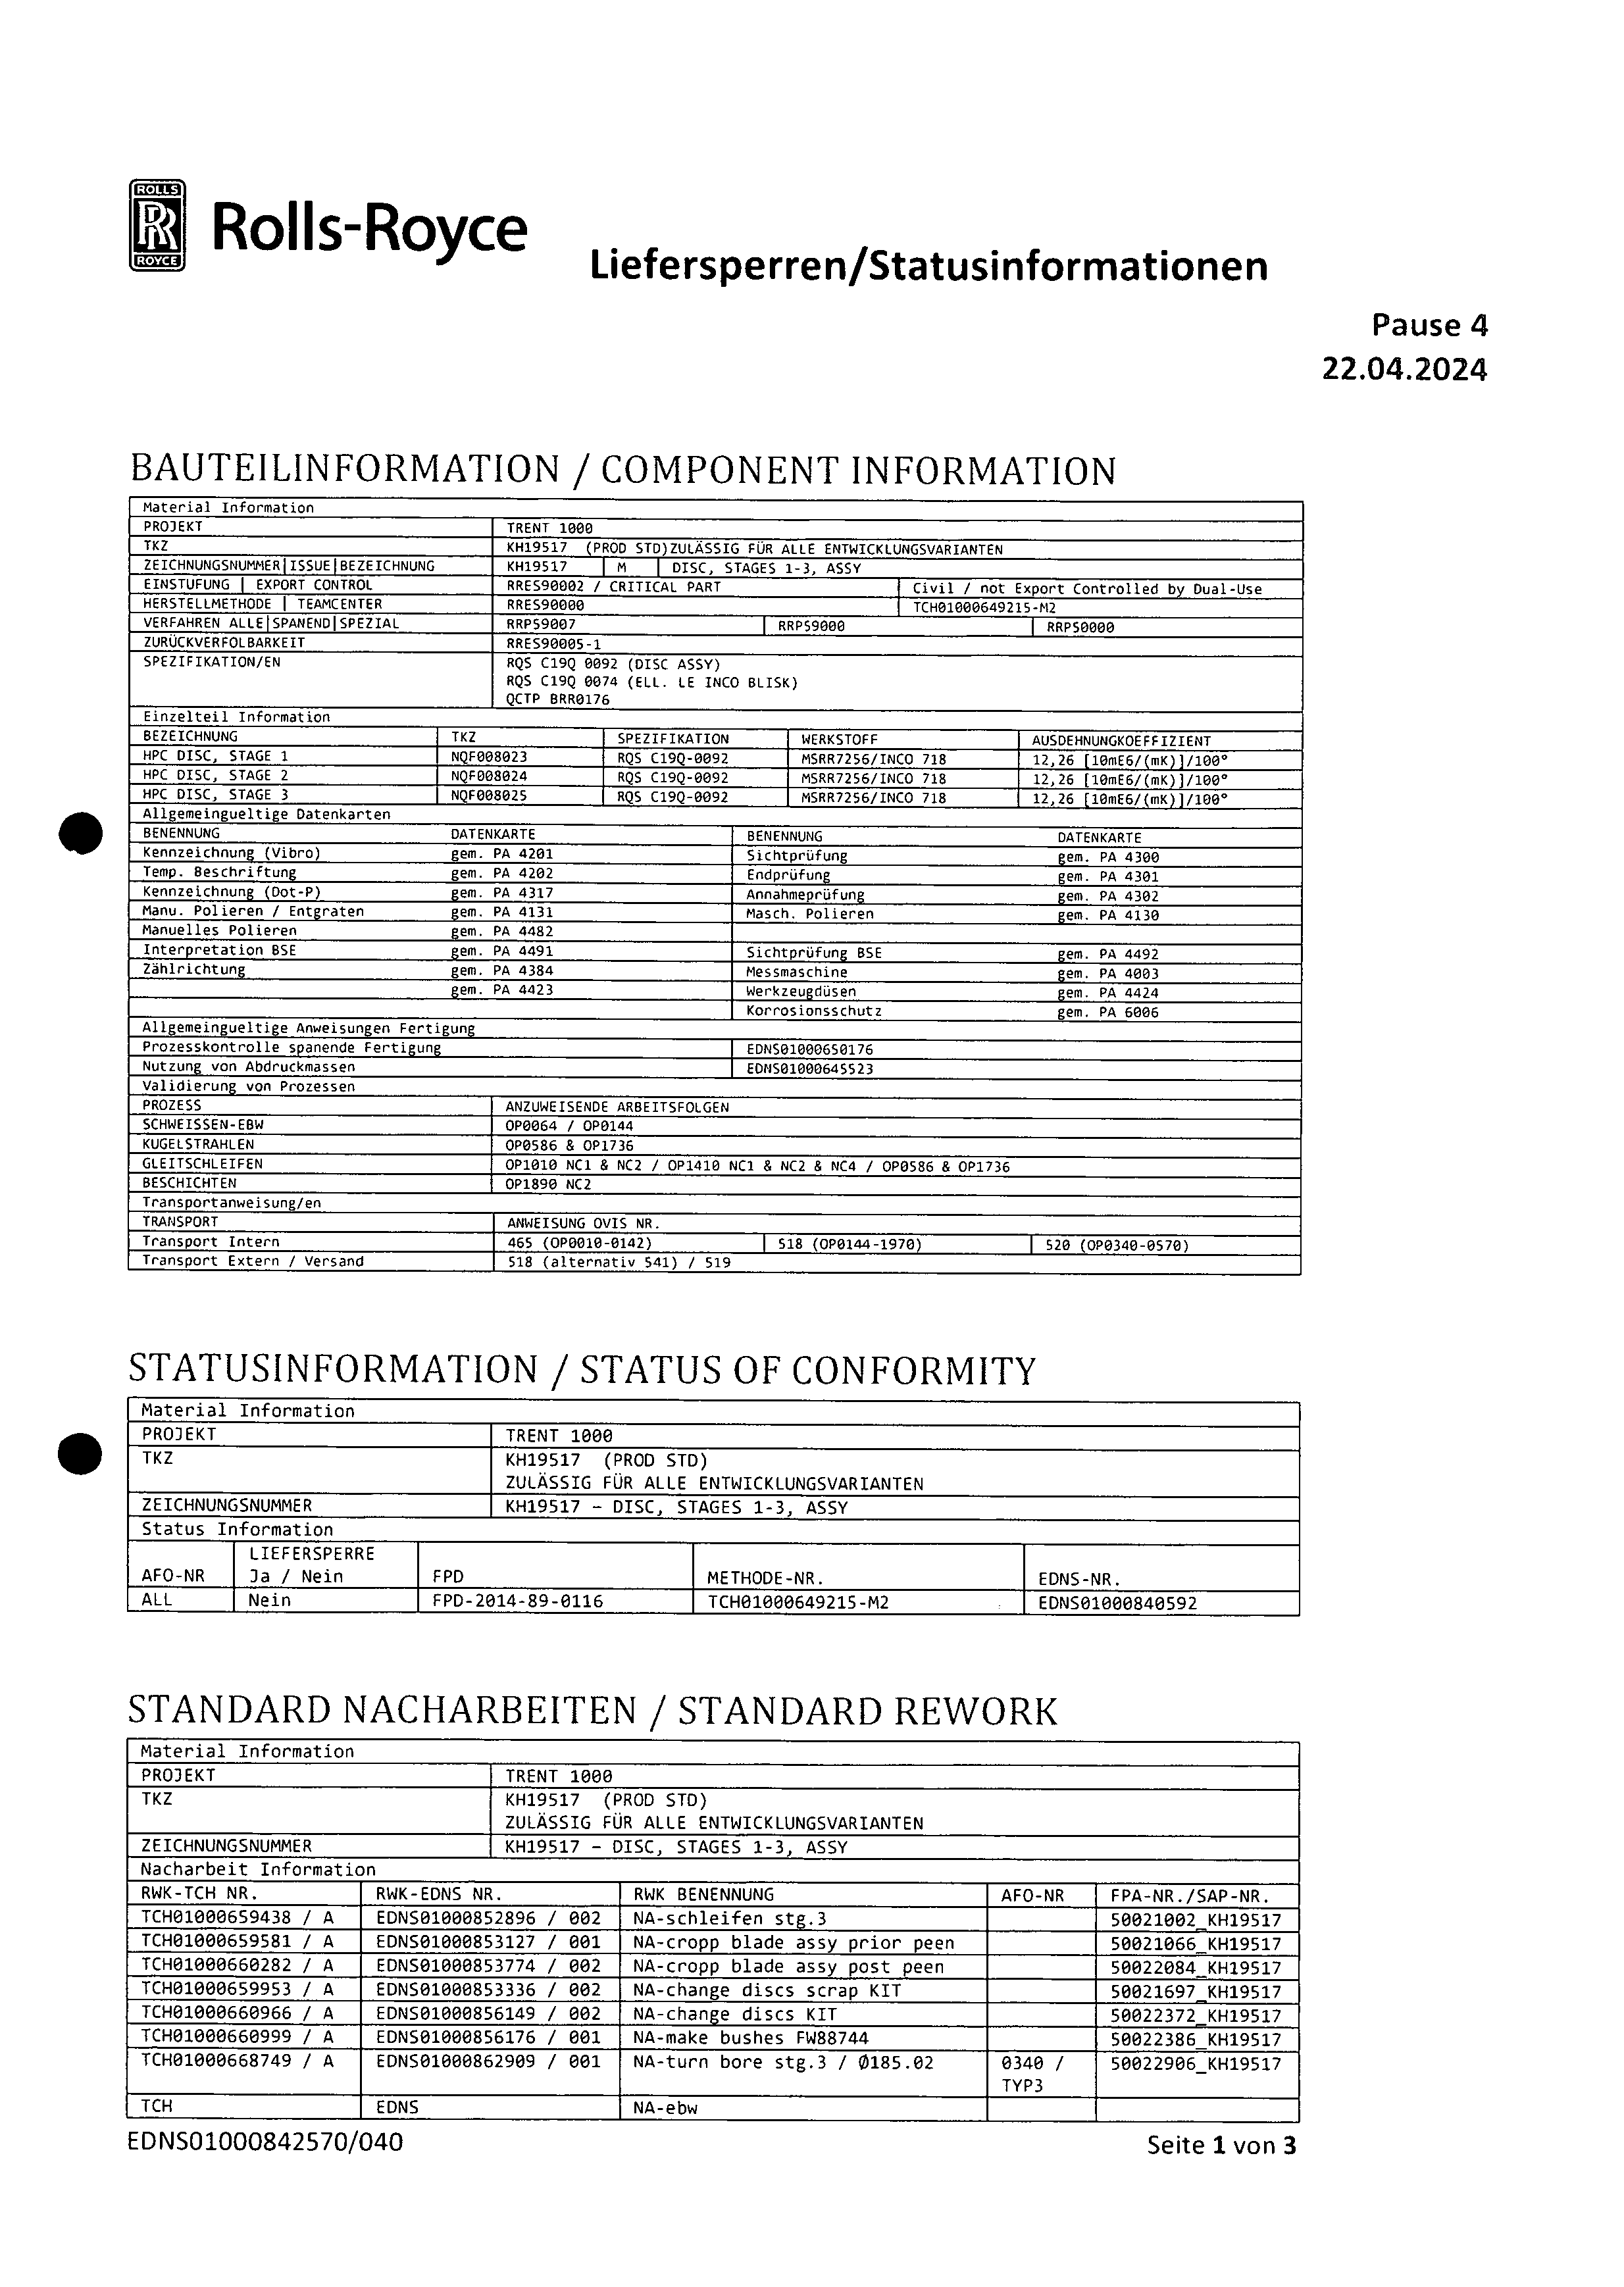 ROLLS
RR
ROYCE
Rolls-Royce
Liefersperren/Statusinformationen
Pause 4
22.04.2024
BAUTEILINFORMATION / COMPONENT INFORMATION
Material Information
PROJEKT TRENT 1000
TKZ KH19517 (PROD STD)ZULÄSSIG FÜR ALLE ENTWICKLUNGSVARIANTEN
ZEICHNUNGSNUMMER|ISSUE|BEZEICHNUNG KH19517 M DISC, STAGES 1-3, ASSY
EINSTUFUNG | EXPORT CONTROL RRES90002 / CRITICAL PART Civil / not Export Controlled by Dual-Use
HERSTELLMETHODE | TEAMCENTER RRES90000 TCH01000649215-M2
VERFAHREN ALLE|SPANEND|SPEZIAL RRP59007 RRP59000 RRP50000
ZURÜCKVERFOLBARKEIT RRES90005-1
SPEZIFIKATION/EN RQS C19Q 0092 (DISC ASSY)
RQS C19Q 0074 (ELL. LE INCO BLISK)
QCTP BRR0176
Einzelteil Information
BEZEICHNUNG TKZ SPEZIFIKATION WERKSTOFF AUSDEHNUNGKOEFFIZIENT
HPC DISC, STAGE 1 NQF008023 RQS C19Q-0092 MSRR7256/INCO 718 12,26 [10mE6/(mK)]/100°
HPC DISC, STAGE 2 NQF008024 RQS C19Q-0092 MSRR7256/INCO 718 12,26 [10mE6/(mK)]/100°
HPC DISC, STAGE 3 NQF008025 RQS C19Q-0092 MSRR7256/INCO 718 12,26 [10mE6/(mK)]/100°
Allgemeingueltige Datenkarten
BENENNUNG DATENKARTE BENENNUNG DATENKARTE
Kennzeichnung (Vibro) gem. PA 4201 Sichtprüfung gem. PA 4300
Temp. Beschriftung gem. PA 4202 Endprüfung gem. PA 4301
Kennzeichnung (Dot-P) gem. PA 4317 Annahmeprüfung gem. PA 4302
Manu. Polieren / Entgraten gem. PA 4131 Masch. Polieren gem. PA 4130
Manuelles Polieren gem. PA 4482
Interpretation BSE gem. PA 4491 Sichtprüfung BSE gem. PA 4492
Zählrichtung gem. PA 4384 Messmaschine gem. PA 4003
gem. PA 4423 Werkzeugdüsen gem. PA 4424
Korrosionsschutz gem. PA 6006
Allgemeingueltige Anweisungen Fertigung
Prozesskontrolle spanende Fertigung EDNS01000650176
Nutzung von Abdruckmassen EDNS01000645523
Validierung von Prozessen
PROZESS ANZUWEISENDE ARBEITSFOLGEN
SCHWEISSEN-EBW OP0064 / OP0144
KUGELSTRAHLEN OP0586 & OP1736
GLEITSCHLEIFEN OP1010 NC1 & NC2 / OP1410 NC1 & NC2 & NC4 / OP0586 & OP1736
BESCHICHTEN OP1890 NC2
Transportanweisung/en
TRANSPORT ANWEISUNG OVIS NR.
Transport Intern 465 (OP0010-0142) 518 (OP0144-1970) 520 (OP0340-0570)
Transport Extern / Versand 518 (alternativ 541) / 519
STATUSINFORMATION / STATUS OF CONFORMITY
Material Information
PROJEKT TRENT 1000
TKZ KH19517 (PROD STD)
ZULÄSSIG FÜR ALLE ENTWICKLUNGSVARIANTEN
ZEICHNUNGSNUMMER KH19517 – DISC, STAGES 1-3, ASSY
Status Information
LIEFERSPERRE
AFO-NR Ja / Nein FPD METHODE-NR. EDNS-NR.
ALL Nein FPD-2014-89-0116 TCH01000649215-M2 EDNS01000840592
STANDARD NACHARBEITEN / STANDARD REWORK
Material Information
PROJEKT TRENT 1000
TKZ KH19517 (PROD STD)
ZULÄSSIG FÜR ALLE ENTWICKLUNGSVARIANTEN
ZEICHNUNGSNUMMER KH19517 – DISC, STAGES 1-3, ASSY
Nacharbeit Information
RWK-TCH NR. RWK-EDNS NR. RWK BENENNUNG AFO-NR FPA-NR./SAP-NR.
TCH01000659438 / A EDNS01000852896 / 002 NA-schleifen stg.3 50021002_KH19517
TCH01000659581 / A EDNS01000853127 / 001 NA-cropp blade assy prior peen 50021066_KH19517
TCH01000660282 / A EDNS01000853774 / 002 NA-cropp blade assy post peen 50022084_KH19517
TCH01000659953 / A EDNS01000853336 / 002 NA-change discs scrap KIT 50021697_KH19517
TCH01000660966 / A EDNS01000856149 / 002 NA-change discs KIT 50022372_KH19517
TCH01000660999 / A EDNS01000856176 / 001 NA-make bushes FW88744 50022386_KH19517
TCH01000668749 / A EDNS01000862909 / 001 NA-turn bore stg.3 / Ø185.02 0340 / 50022906_KH19517
TYP3
TCH EDNS NA-ebw
EDNS01000842570/040 Seite 1 von 3